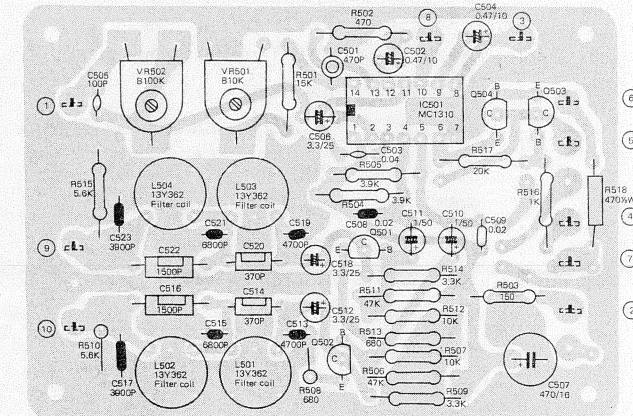 R502
470
8
C504
0.47/10
3
C505
100P
VR502
B100K
VR501
B10K
R501
15K
C501
470P
C502
0.47/10
1
14 13 12 11 10 9 8
IC501
MC1310
1 2 3 4 5 6 7
C506
3.3/25
Q504
E
C
B
E
Q503
E
C
B
6
5
C503
0.04
R517
20K
R505
3.9K
3.9K
R504
R515
5.6K
L504
13Y362
Filter coil
L503
13Y362
Filter coil
R516
1K
R518
470½W
4
C508
0.02
Q501
E
C
B
C511
1/50
C510
1/50
C509
0.02
C523
3900P
C521
6800P
C519
4700P
9
C522
1500P
C520
370P
C518
3.3/25
7
R514
3.3K
R511
47K
R503
150
C516
1500P
C514
370P
C512
3.3/25
R512
10K
2
10
R510
5.6K
C515
6800P
C513
4700P
Q502
B
C
E
R513
680
R507
10K
C517
3900P
L502
13Y362
Filter coil
L501
13Y362
Filter coil
R508
680
R506
47K
R509
3.3K
C507
470/16